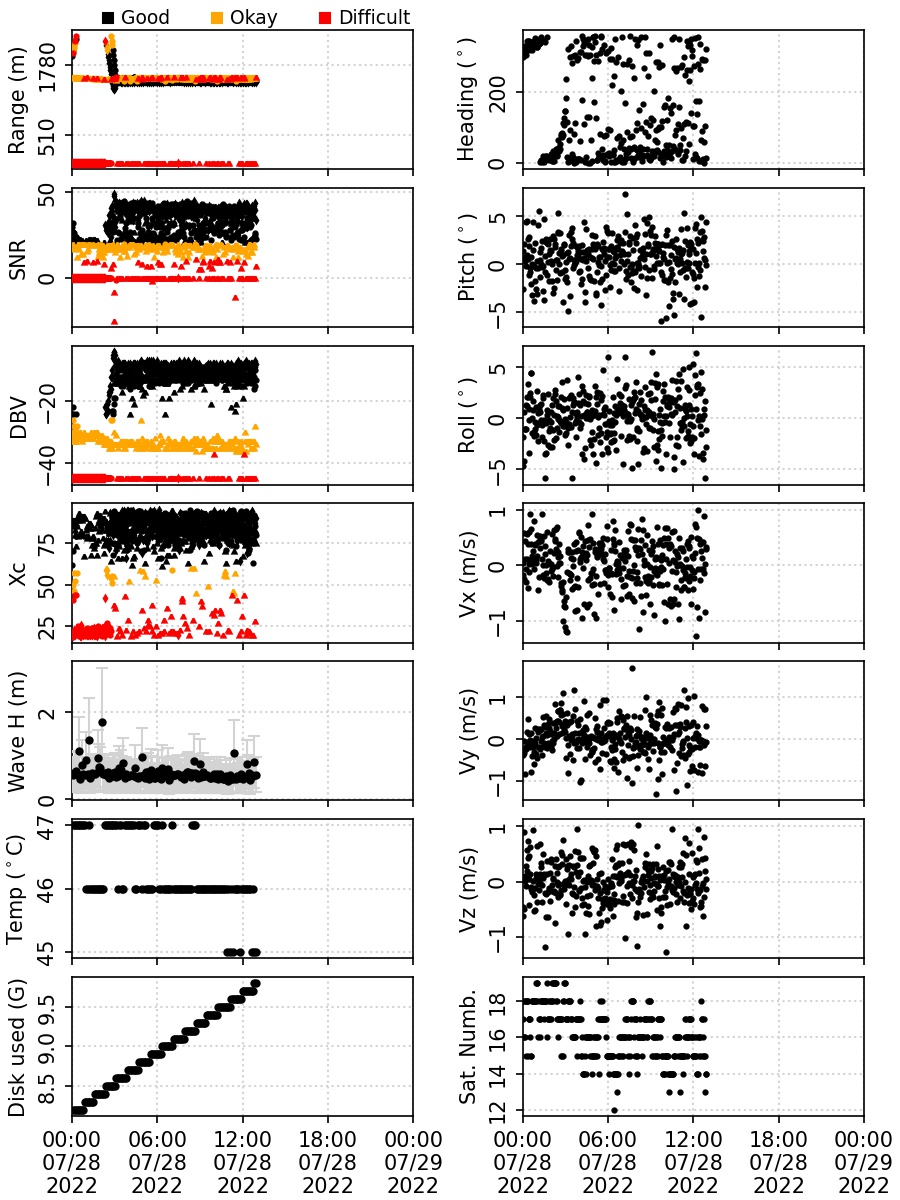 Good Okay Difficult
Range (m)
1780
510
Heading (°)
200
0
SNR
50
0
Pitch (°)
5
0
−5
DBV
−20
−40
Roll (°)
5
0
−5
Xc
75
50
25
Vx (m/s)
1
0
−1
Wave H (m)
2
0
Vy (m/s)
1
0
−1
Temp (°C)
47
46
45
Vz (m/s)
1
0
−1
Disk used (G)
9.5
9.0
8.5
Sat. Numb.
18
16
14
12
00:00 06:00 12:00 18:00 00:00
07/28 07/28 07/28 07/28 07/29
2022 2022 2022 2022 2022
00:00 06:00 12:00 18:00 00:00
07/28 07/28 07/28 07/28 07/29
2022 2022 2022 2022 2022